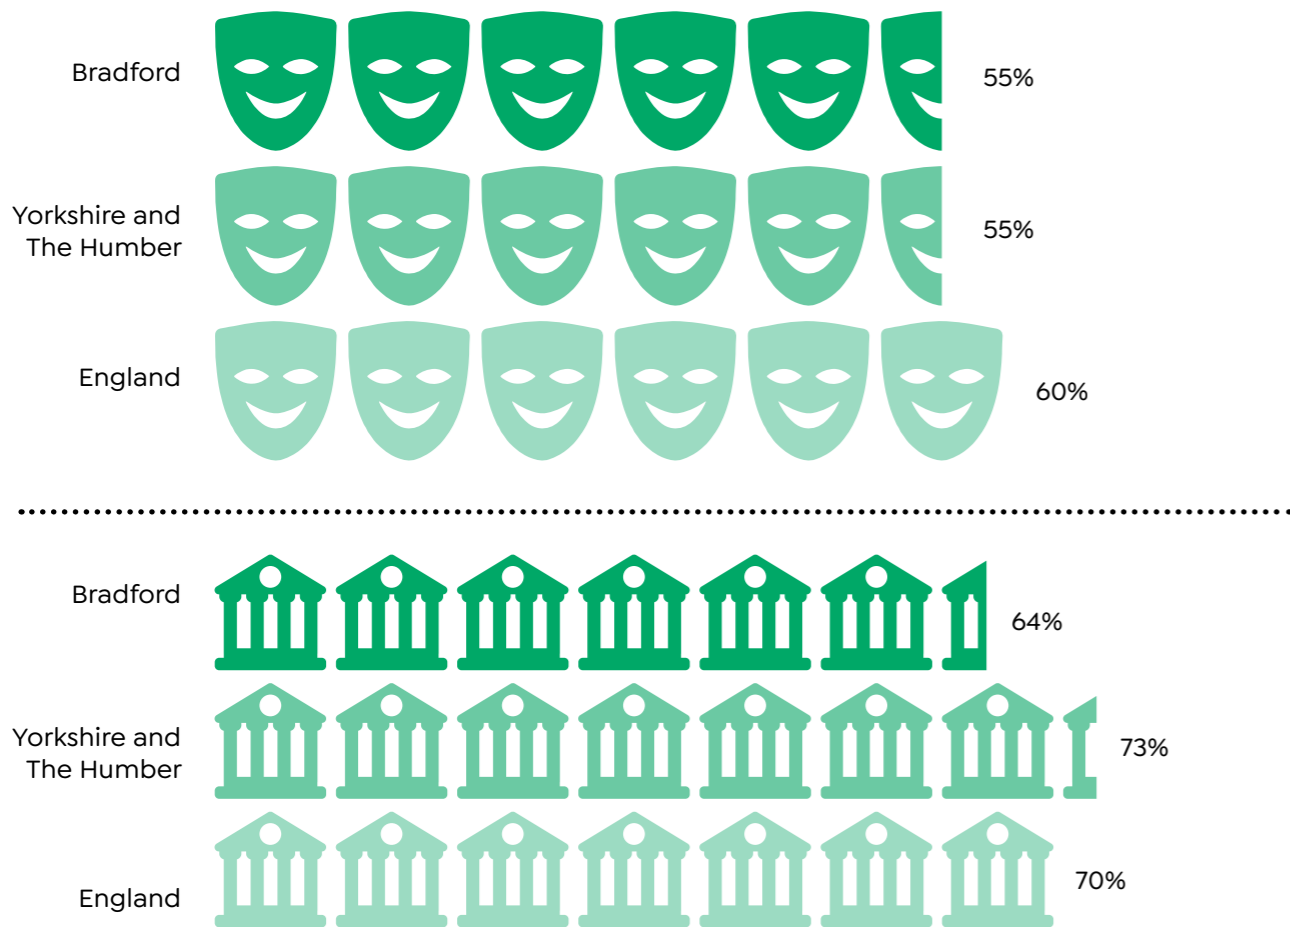 Bradford
55%
Yorkshire and
The Humber
55%
England
60%
Bradford
64%
Yorkshire and
The Humber
73%
England
70%